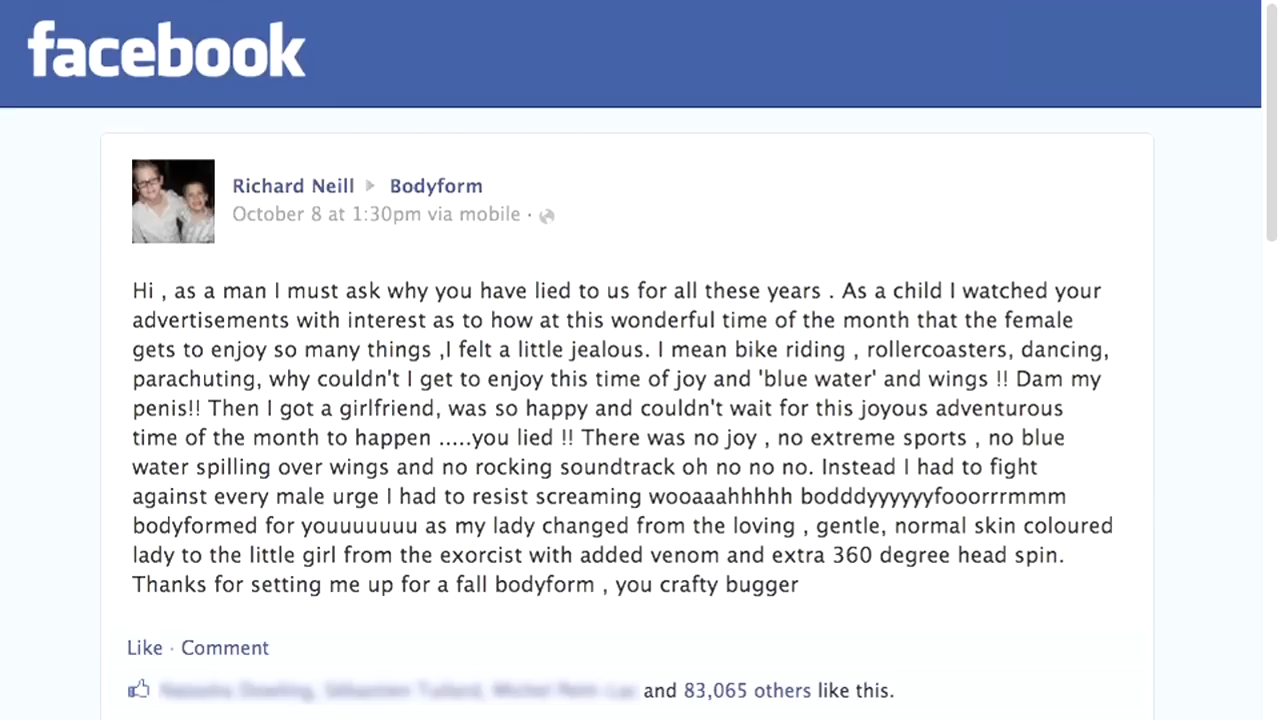 facebook
Richard Neill ▸ Bodyform
October 8 at 1:30pm via mobile ·
Hi , as a man I must ask why you have lied to us for all these years . As a child I watched your
advertisements with interest as to how at this wonderful time of the month that the female
gets to enjoy so many things ,I felt a little jealous. I mean bike riding , rollercoasters, dancing,
parachuting, why couldn't I get to enjoy this time of joy and 'blue water' and wings !! Dam my
penis!! Then I got a girlfriend, was so happy and couldn't wait for this joyous adventurous
time of the month to happen .....you lied !! There was no joy , no extreme sports , no blue
water spilling over wings and no rocking soundtrack oh no no no. Instead I had to fight
against every male urge I had to resist screaming wooaaahhhhh bodddyyyyyyfooorrrmmm
bodyformed for youuuuuuu as my lady changed from the loving , gentle, normal skin coloured
lady to the little girl from the exorcist with added venom and extra 360 degree head spin.
Thanks for setting me up for a fall bodyform , you crafty bugger
Like · Comment
and 83,065 others like this.